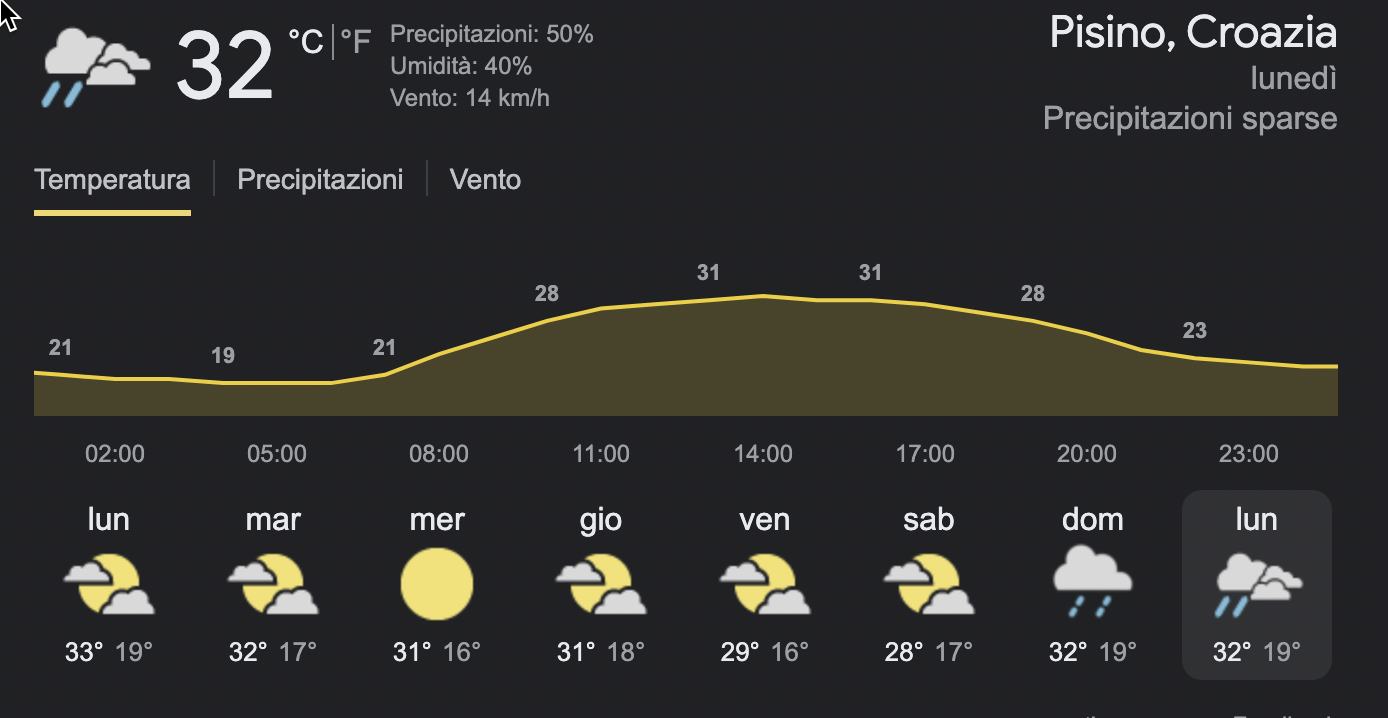 32 °C | °F
Precipitazioni: 50%
Umidità: 40%
Vento: 14 km/h
Pisino, Croazia
lunedì
Precipitazioni sparse
Temperatura
Precipitazioni
Vento
21 19 21 28 31 31 28 23
02:00 05:00 08:00 11:00 14:00 17:00 20:00 23:00
lun mar mer gio ven sab dom lun
33° 19° 32° 17° 31° 16° 31° 18° 29° 16° 28° 17° 32° 19° 32° 19°